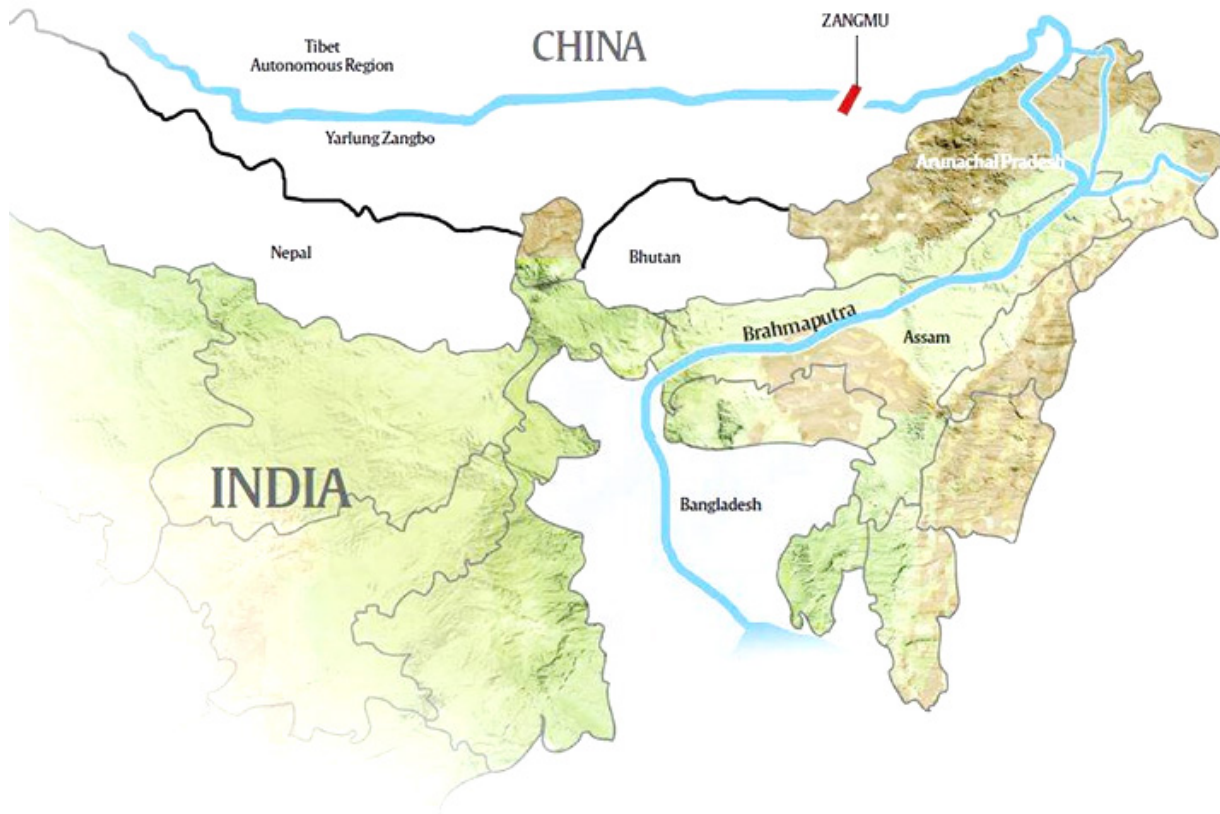 ZANGMU
CHINA
Tibet
Autonomous Region
Yarlung Zangbo
Arunachal Pradesh
Nepal
Bhutan
Brahmaputra
Assam
INDIA
Bangladesh